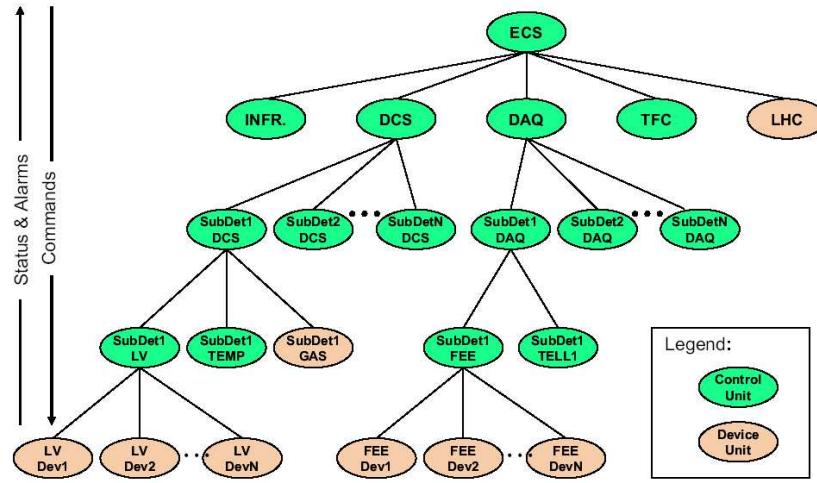 ECS
INFR.
DCS
DAQ
TFC
LHC
Status & Alarms
Commands
SubDet1
DCS
SubDet2
DCS
SubDetN
DCS
SubDet1
DAQ
SubDet2
DAQ
SubDetN
DAQ
SubDet1
LV
SubDet1
TEMP
SubDet1
GAS
SubDet1
FEE
SubDet1
TELL1
Legend:
Control
Unit
Device
Unit
LV
Dev1
LV
Dev2
LV
DevN
FEE
Dev1
FEE
Dev2
FEE
DevN